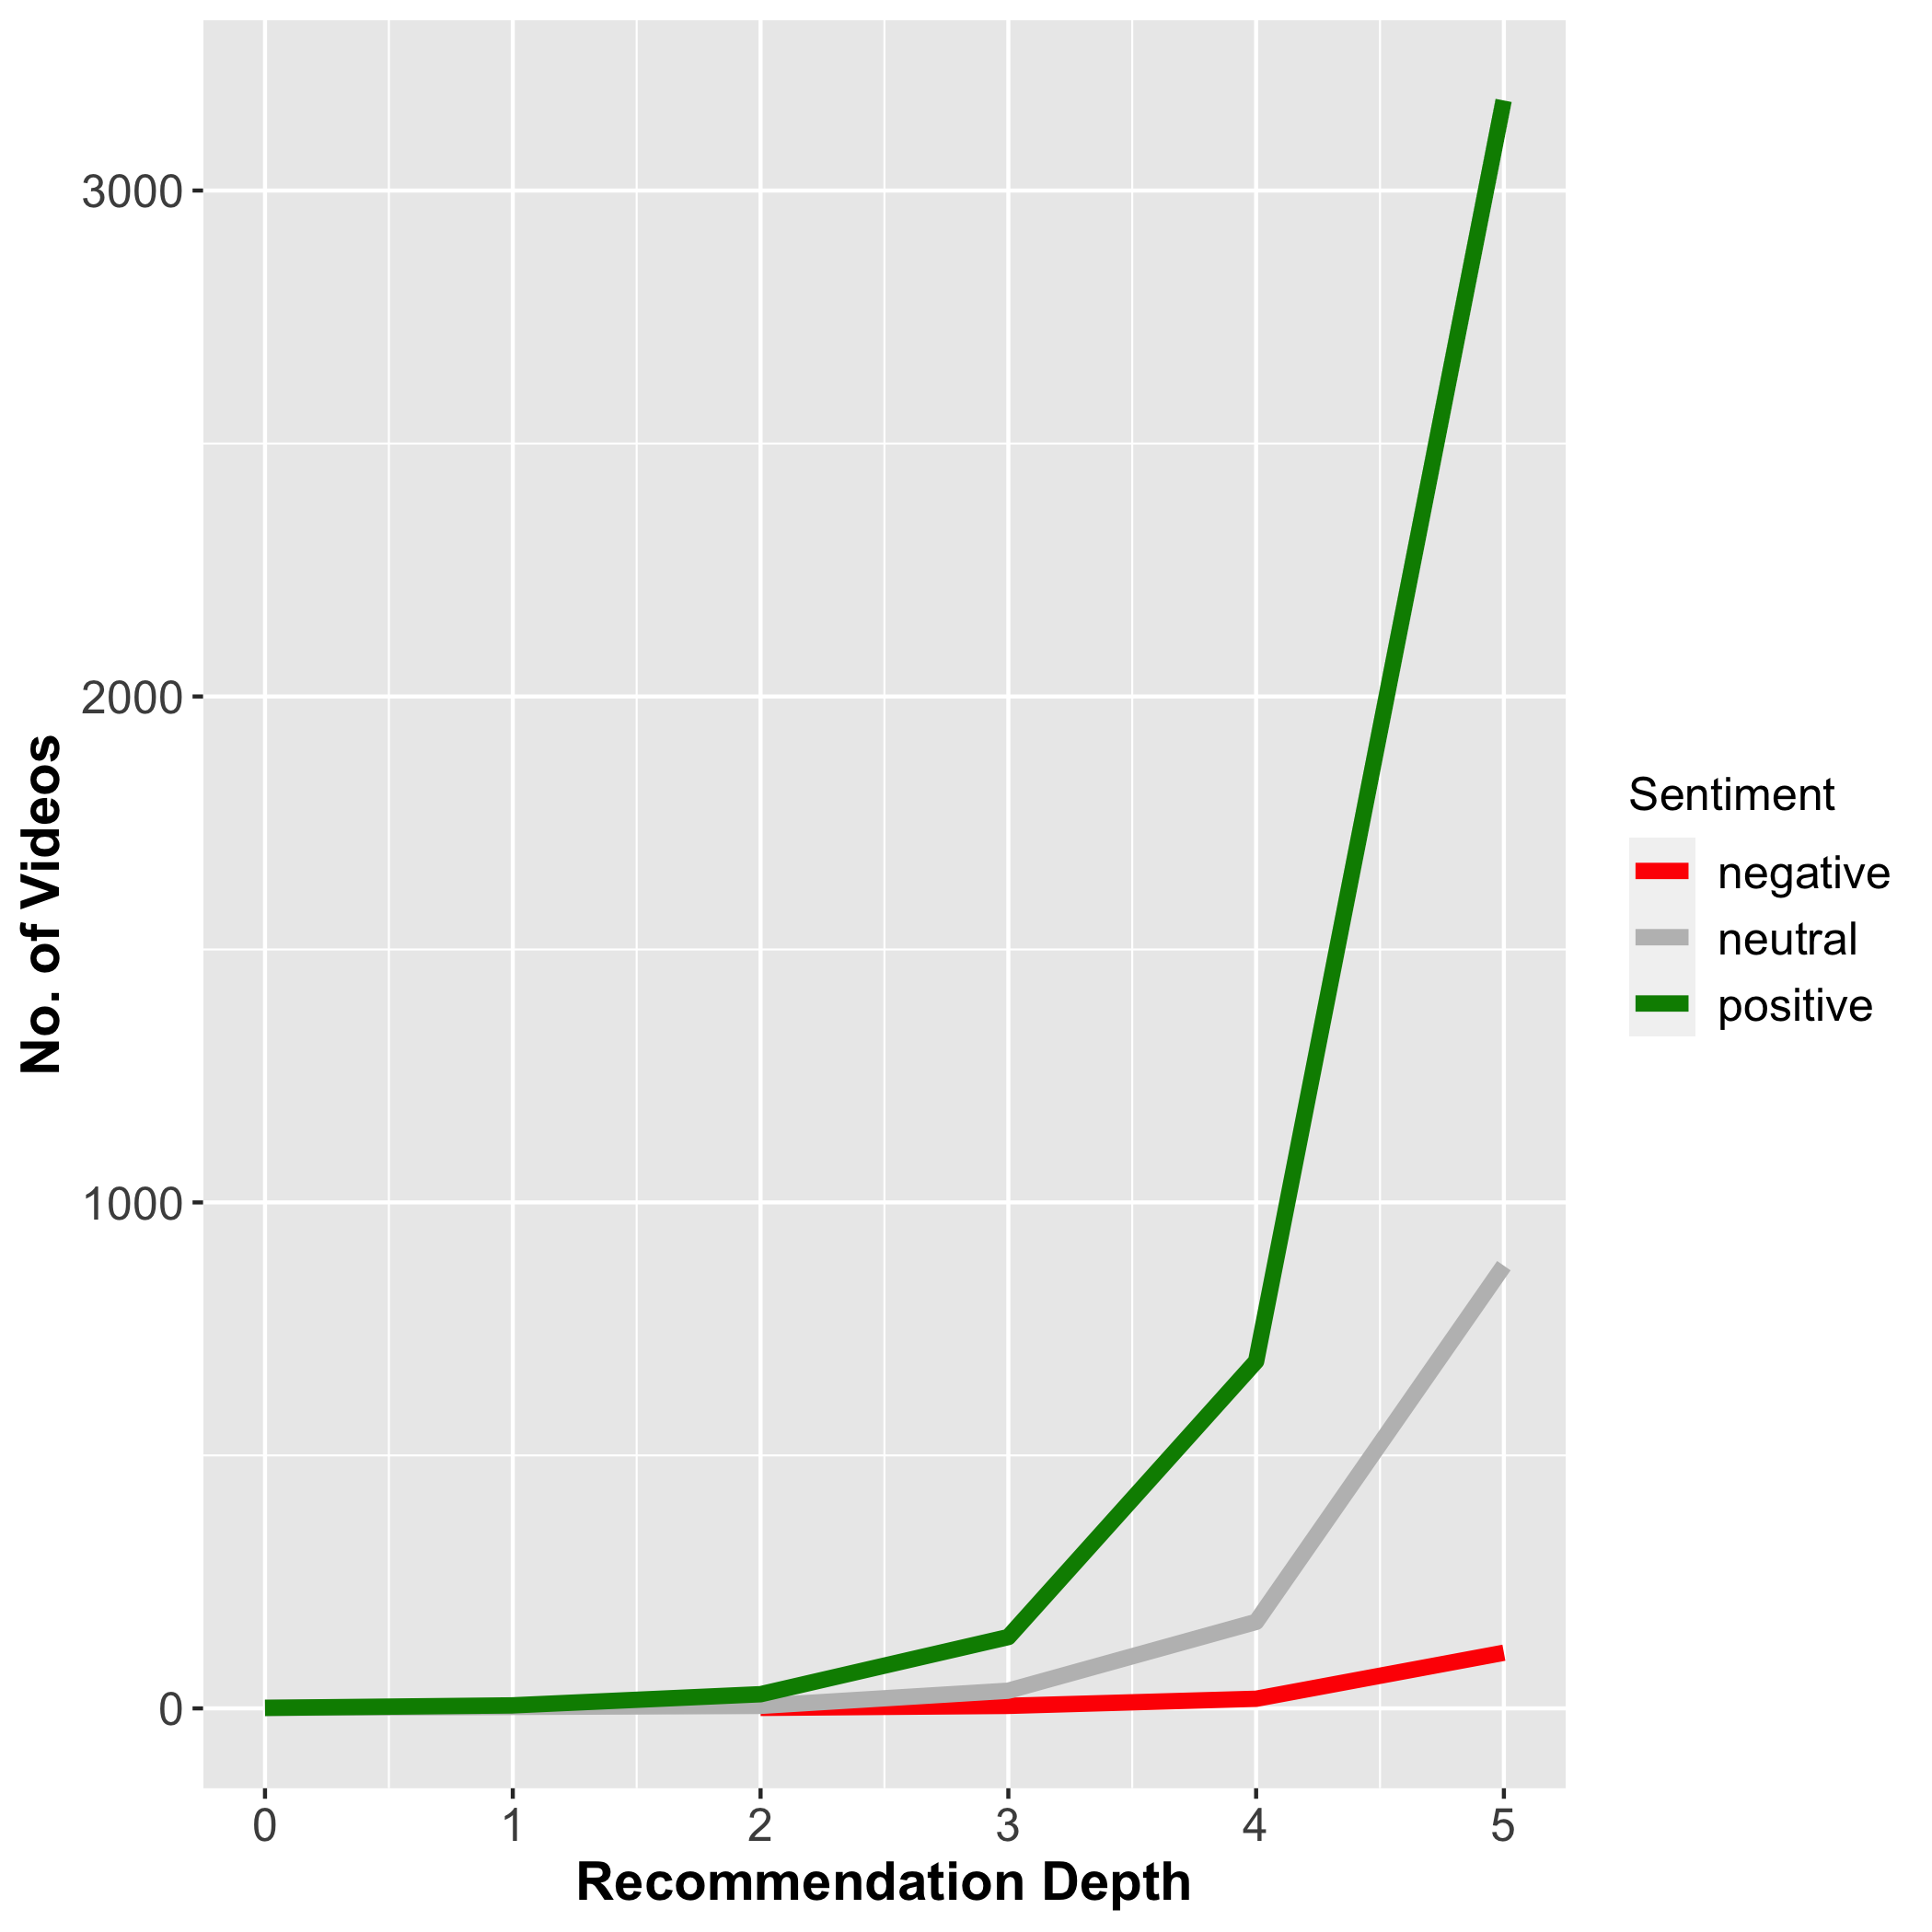 3000
2000
1000
0
No. of Videos
0 1 2 3 4 5
Recommendation Depth
Sentiment
negative
neutral
positive